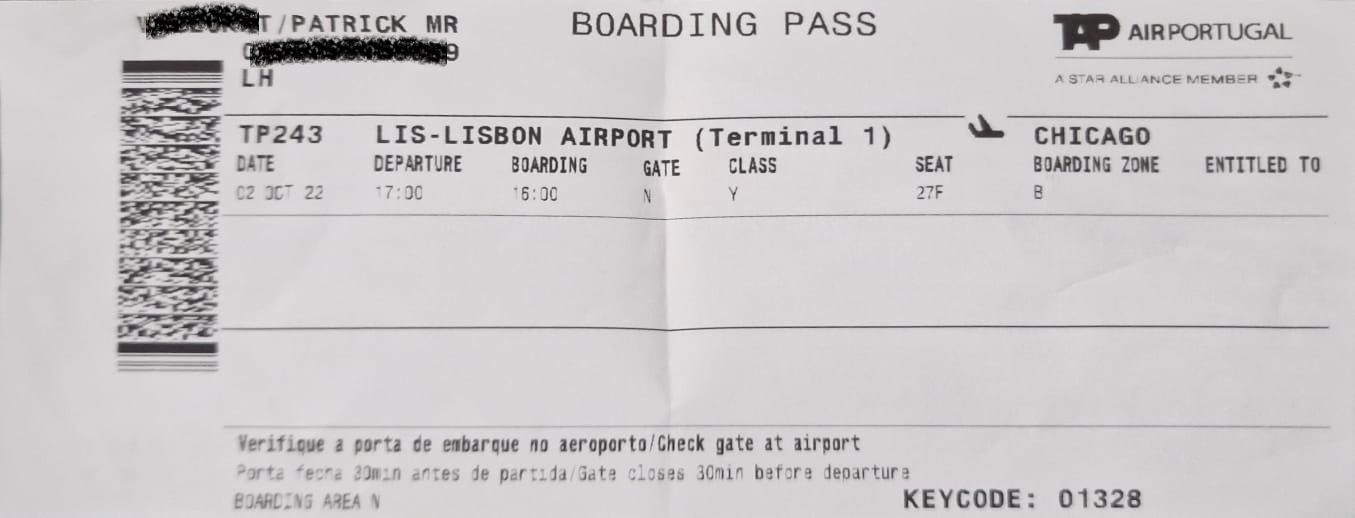 T/PATRICK MR
BOARDING PASS
TAP AIRPORTUGAL
A STAR ALLIANCE MEMBER
LH
TP243 LIS-LISBON AIRPORT (Terminal 1) CHICAGO
DATE DEPARTURE BOARDING GATE CLASS SEAT BOARDING ZONE ENTITLED TO
02 OCT 22 17:00 16:00 N Y 27F B
Verifique a porta de embarque no aeroporto/Check gate at airport
Porta fecha 30min antes de partida/Gate closes 30min before departure
BOARDING AREA N
KEYCODE: 01328